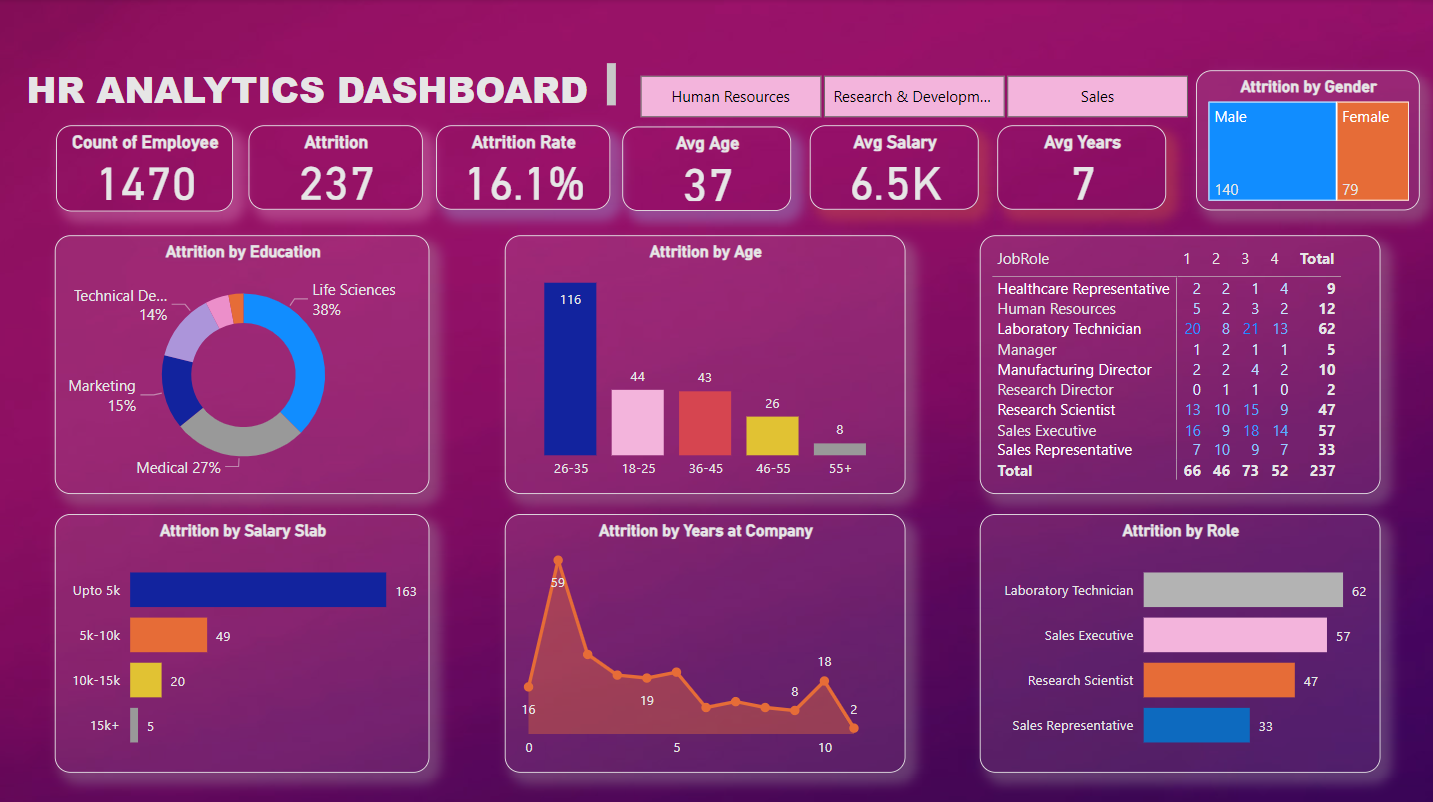 HR ANALYTICS DASHBOARD
Human Resources
Research & Developm...
Sales
Attrition by Gender
Male
Female
140
79
Count of Employee
1470
Attrition
237
Attrition Rate
16.1%
Avg Age
37
Avg Salary
6.5K
Avg Years
7
Attrition by Education
Life Sciences
38%
Technical De...
14%
Marketing
15%
Medical 27%
Attrition by Age
116
44
43
26
8
26-35 18-25 36-45 46-55 55+
JobRole 1 2 3 4 Total
Healthcare Representative 2 2 1 4 9
Human Resources 5 2 3 2 12
Laboratory Technician 20 8 21 13 62
Manager 1 2 1 1 5
Manufacturing Director 2 2 4 2 10
Research Director 0 1 1 0 2
Research Scientist 13 10 15 9 47
Sales Executive 16 9 18 14 57
Sales Representative 7 10 9 7 33
Total 66 46 73 52 237
Attrition by Salary Slab
Upto 5k 163
5k-10k 49
10k-15k 20
15k+ 5
Attrition by Years at Company
59
16
19
8
18
2
0 5 10
Attrition by Role
Laboratory Technician 62
Sales Executive 57
Research Scientist 47
Sales Representative 33